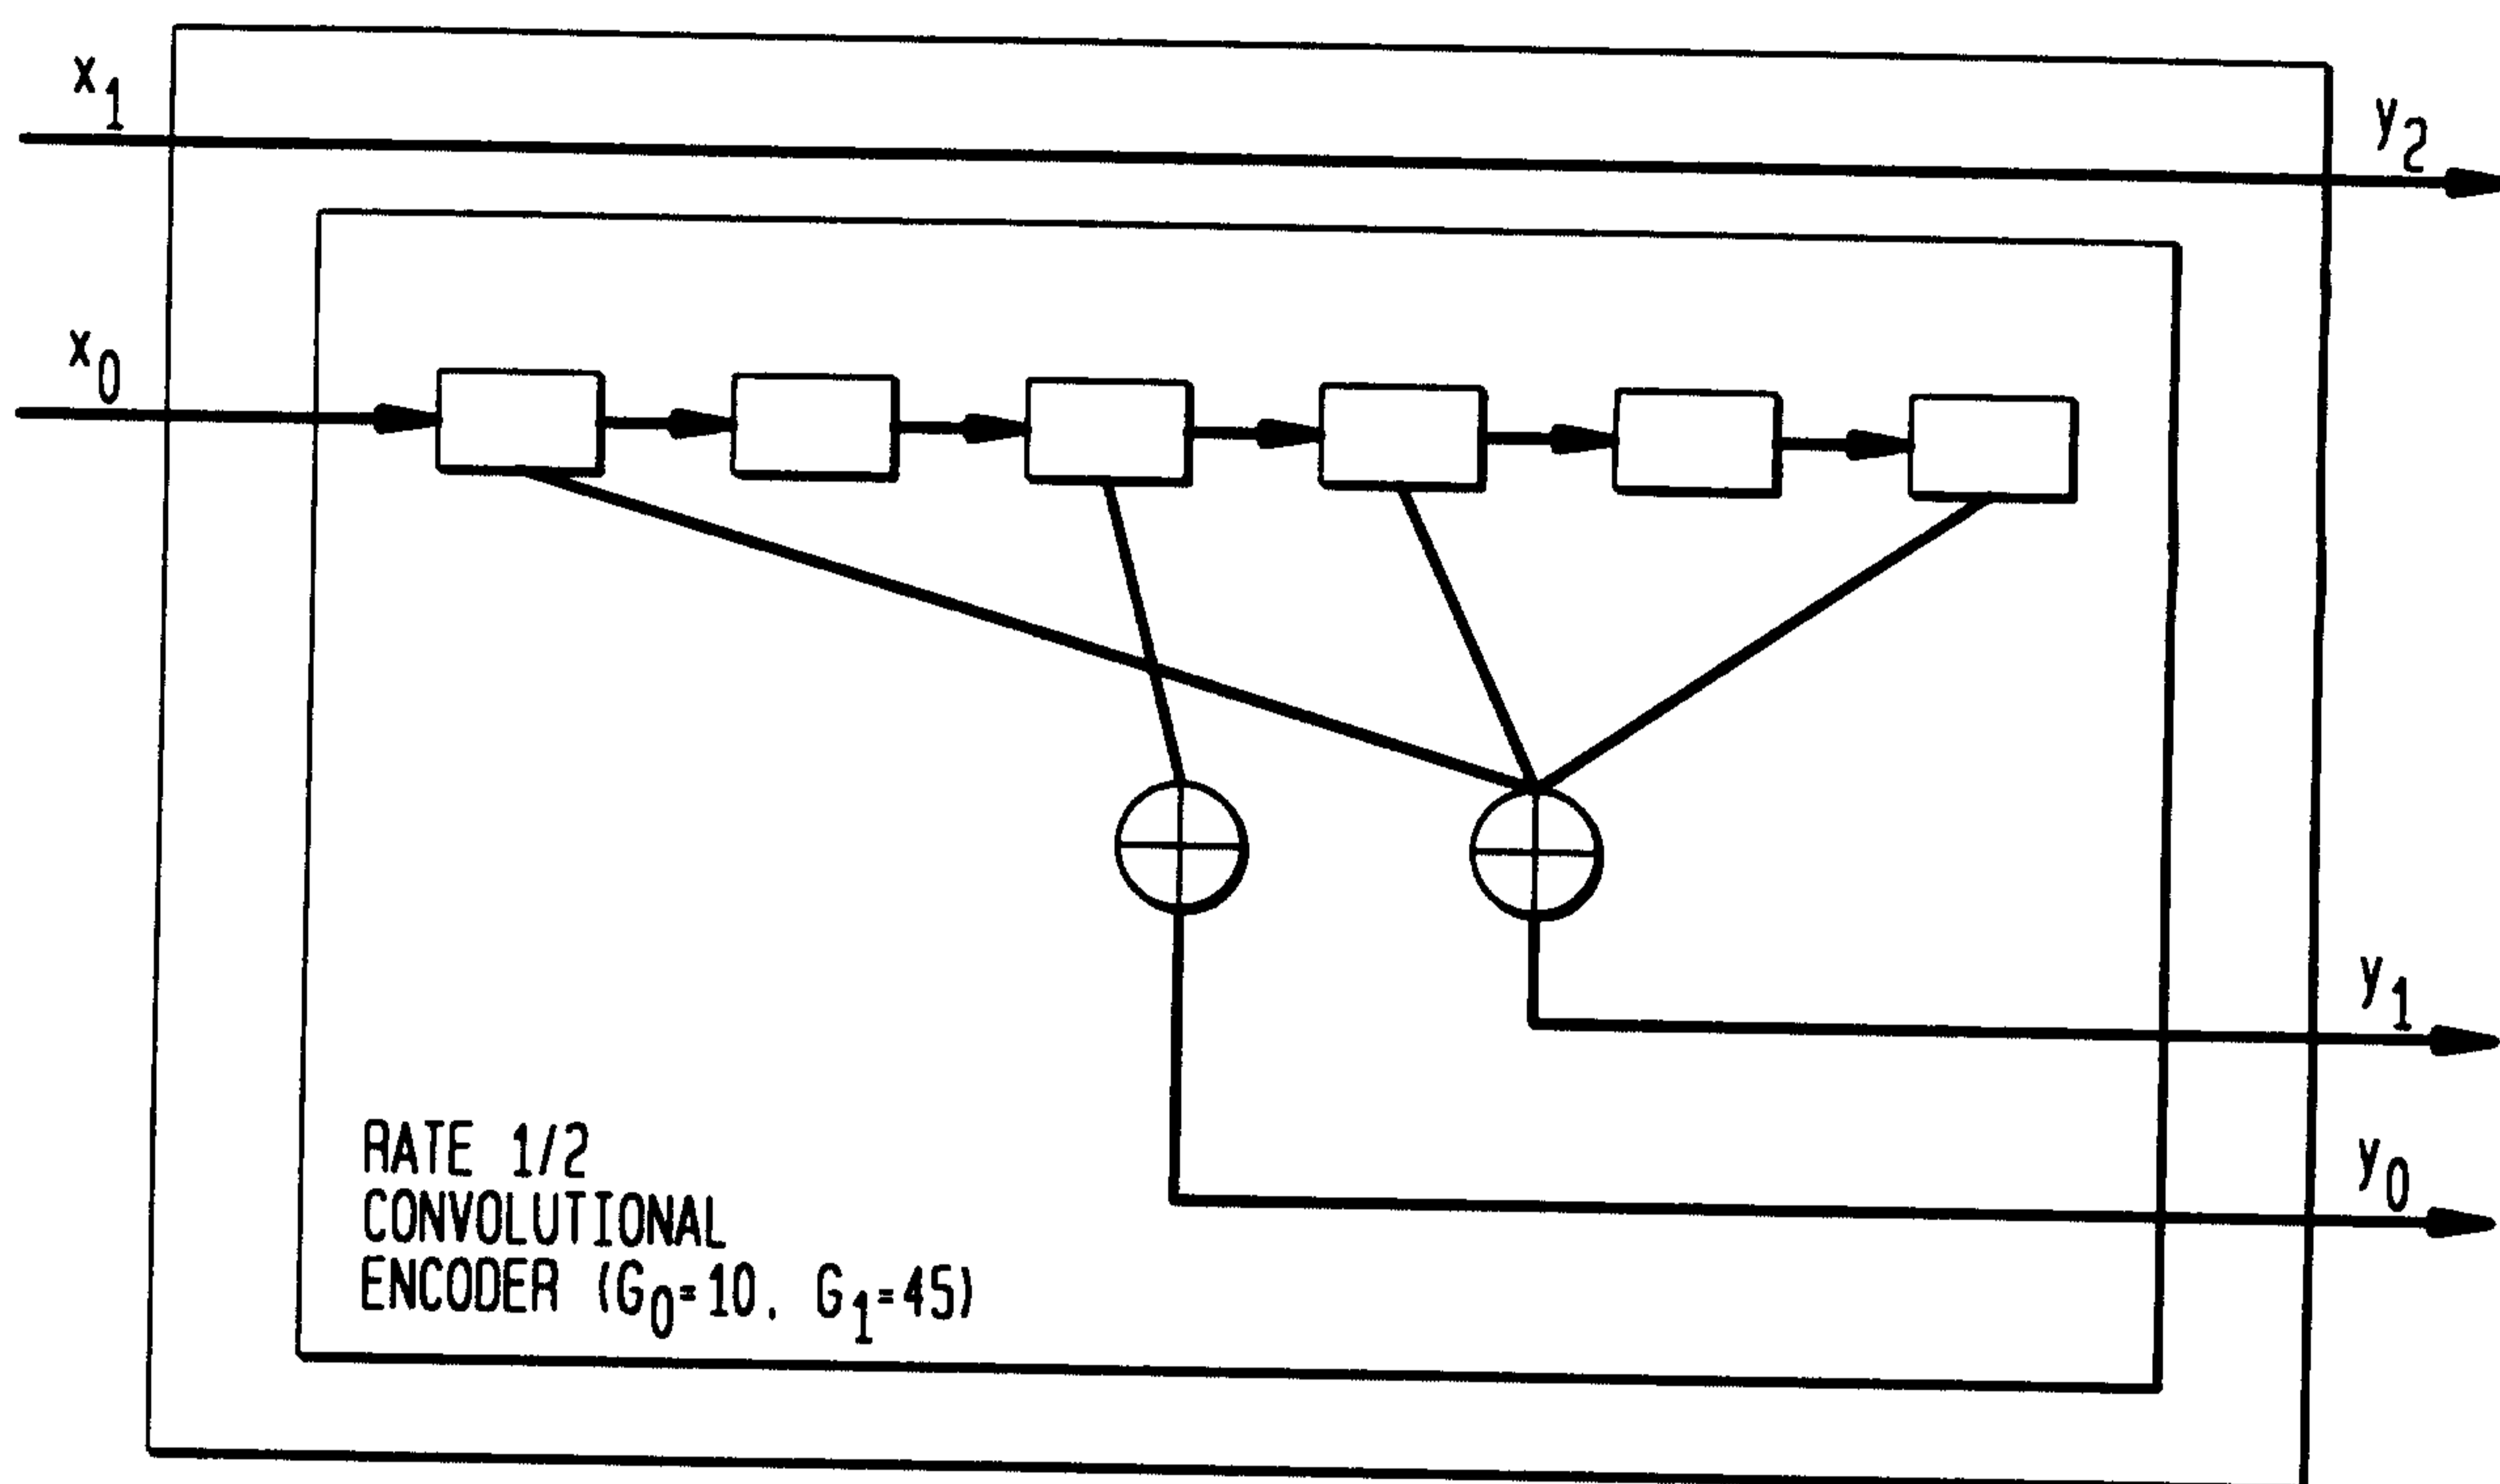 x1
y2
x0
y1
y0
RATE 1/2
CONVOLUTIONAL
ENCODER (G0=10, G1=45)